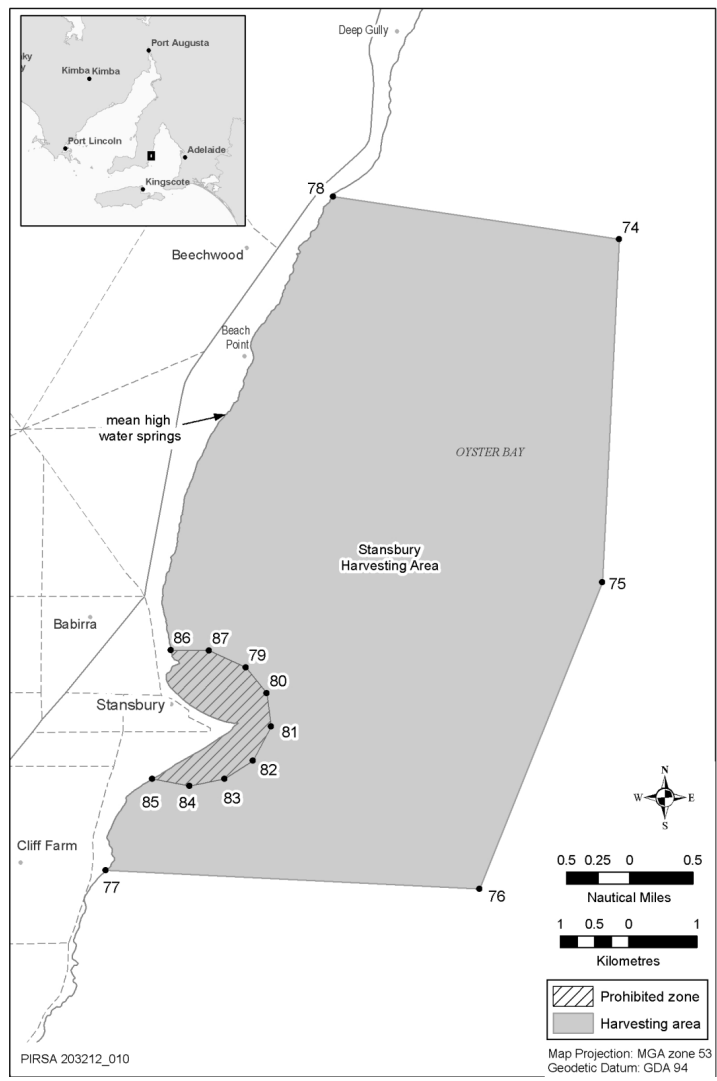 Deep Gully
Port Augusta
ky
y
Kimba Kimba
Port Lincoln
Adelaide
Kingscote
78
74
Beechwood
Beach
Point
mean high
water springs
OYSTER BAY
Stansbury
Harvesting Area
75
Babirra
86
87
79
80
Stansbury
81
82
85
84
83
N
W
E
S
Cliff Farm
77
76
0.5 0.25 0 0.5
Nautical Miles
1 0.5 0 1
Kilometres
Prohibited zone
Harvesting area
PIRSA 203212_010
Map Projection: MGA zone 53
Geodetic Datum: GDA 94